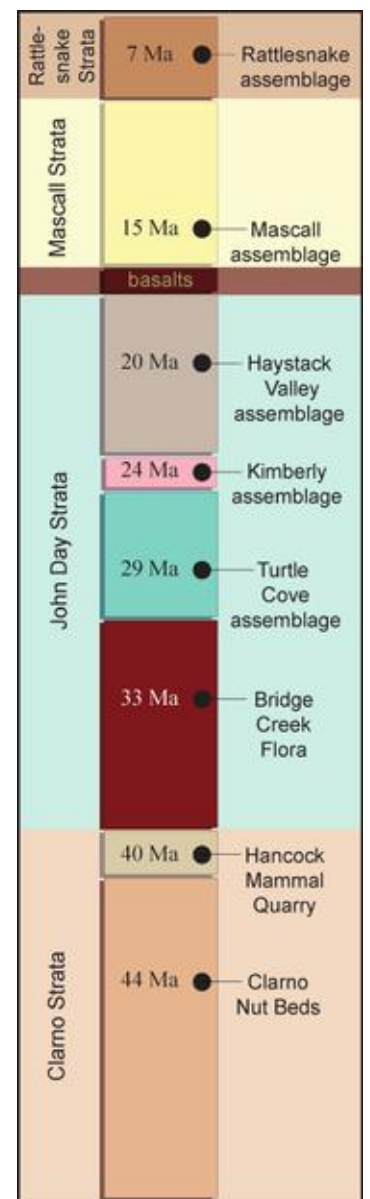 Rattle-
snake
Strata
7 Ma
Rattlesnake
assemblage
Mascall Strata
15 Ma
Mascall
assemblage
basalts
John Day Strata
20 Ma
Haystack
Valley
assemblage
24 Ma
Kimberly
assemblage
29 Ma
Turtle
Cove
assemblage
33 Ma
Bridge
Creek
Flora
Clarno Strata
40 Ma
Hancock
Mammal
Quarry
44 Ma
Clarno
Nut Beds